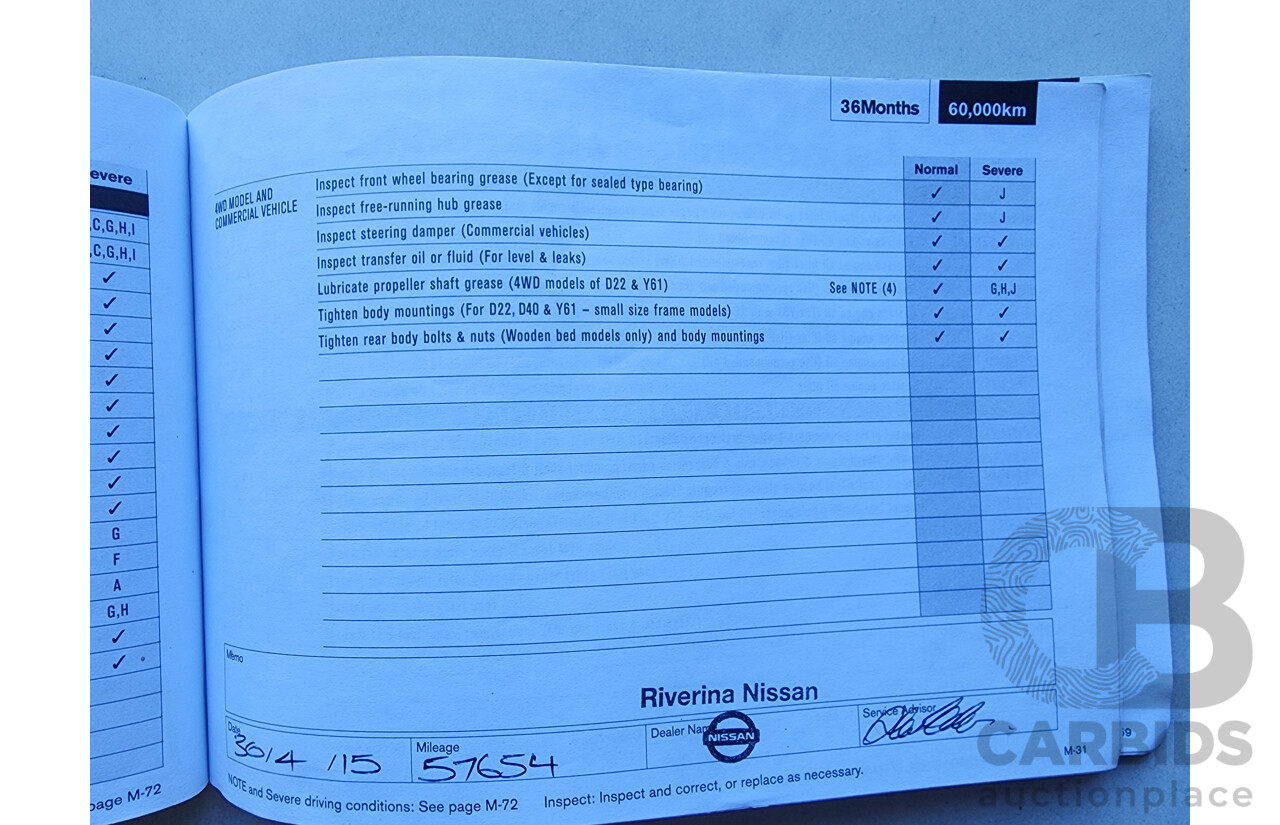 36Months 60,000km
evere
,C,G,H,I
,C,G,H,I
✓
✓
✓
✓
✓
✓
✓
✓
✓
✓
G
F
A
G,H
✓
✓
page M-72
Normal Severe
4WD MODEL AND
COMMERCIAL VEHICLE
Inspect front wheel bearing grease (Except for sealed type bearing) ✓ J
Inspect free-running hub grease ✓ J
Inspect steering damper (Commercial vehicles) ✓ ✓
Inspect transfer oil or fluid (For level & leaks) ✓ ✓
Lubricate propeller shaft grease (4WD models of D22 & Y61) See NOTE (4) ✓ G,H,J
Tighten body mountings (For D22, D40 & Y61 – small size frame models) ✓ ✓
Tighten rear body bolts & nuts (Wooden bed models only) and body mountings ✓ ✓
Memo
Riverina Nissan
Date 30/4/15
Mileage 57654
Dealer Name
NISSAN
Service Advisor
M-31
59
NOTE and Severe driving conditions: See page M-72 Inspect: Inspect and correct, or replace as necessary.
CB
CARBIDS
auctionplace